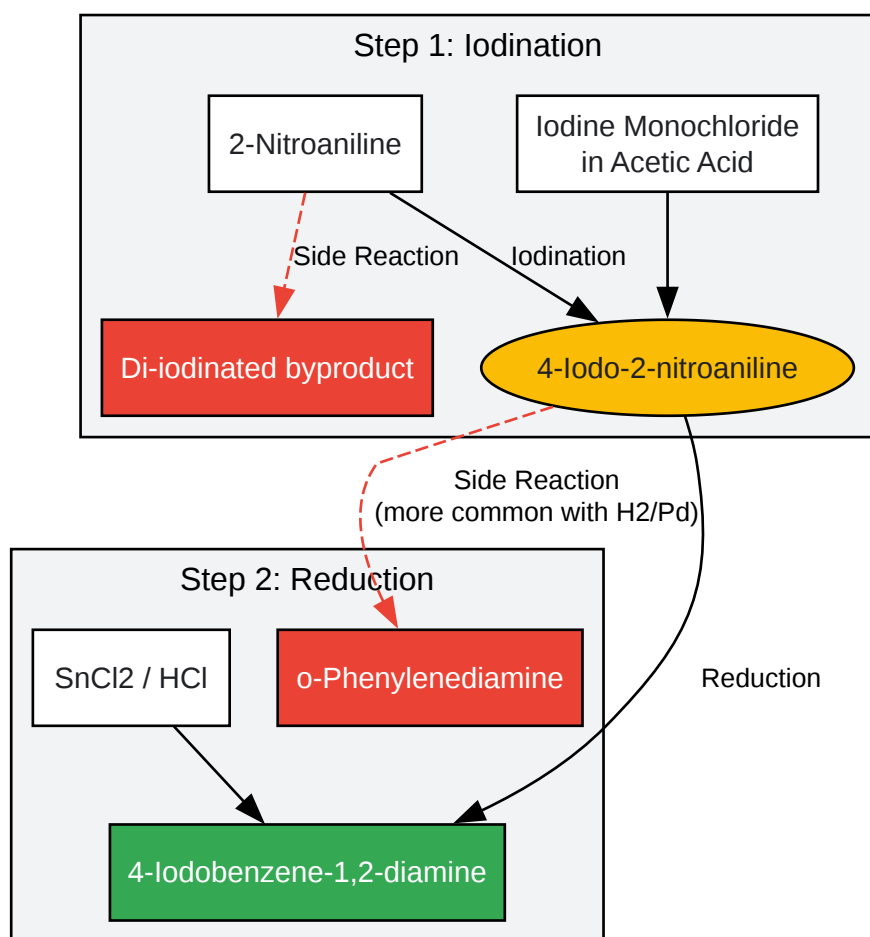 Step 1: Iodination
2-Nitroaniline
Iodine Monochloride
in Acetic Acid
Side Reaction
Iodination
Di-iodinated byproduct
4-Iodo-2-nitroaniline
Side Reaction
(more common with H2/Pd)
Step 2: Reduction
SnCl2 / HCl
o-Phenylenediamine
Reduction
4-Iodobenzene-1,2-diamine